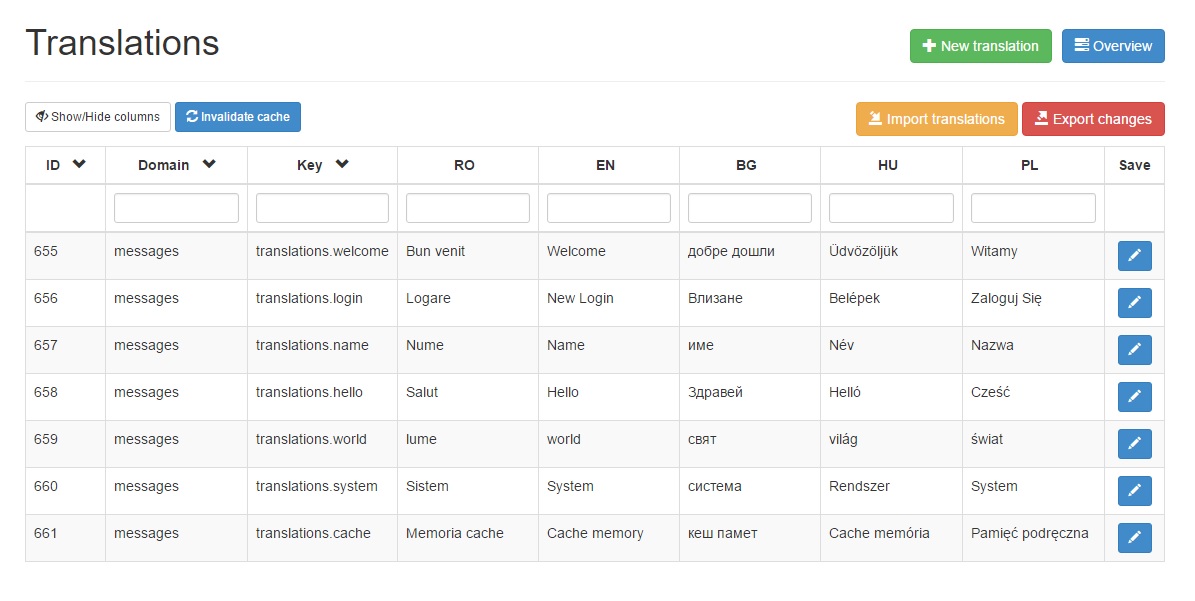 Translations
New translation Overview
Show/Hide columns Invalidate cache Import translations Export changes
ID Domain Key RO EN BG HU PL Save
655 messages translations.welcome Bun venit Welcome добре дошли Üdvözöljük Witamy
656 messages translations.login Logare New Login Влизане Belépek Zaloguj Się
657 messages translations.name Nume Name име Név Nazwa
658 messages translations.hello Salut Hello Здравей Helló Cześć
659 messages translations.world lume world свят világ świat
660 messages translations.system Sistem System система Rendszer System
661 messages translations.cache Memoria cache Cache memory кеш памет Cache memória Pamięć podręczna